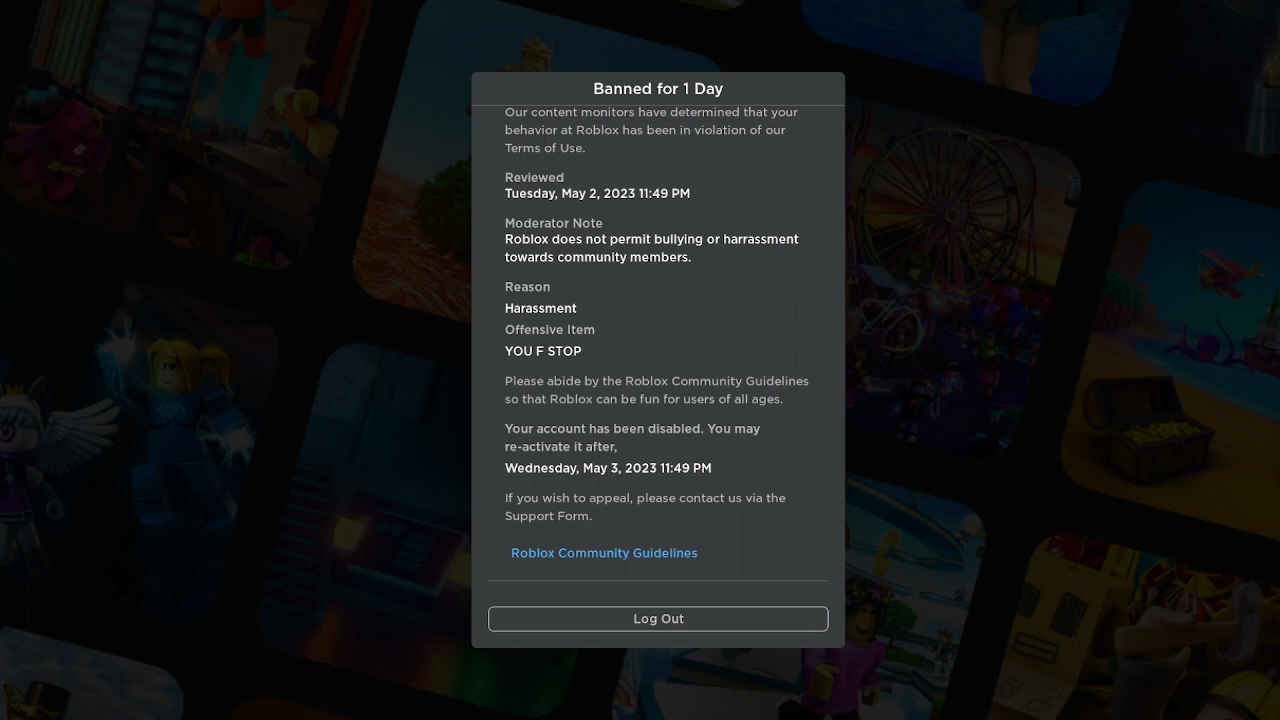 Banned for 1 Day
Our content monitors have determined that your
behavior at Roblox has been in violation of our
Terms of Use.
Reviewed
Tuesday, May 2, 2023 11:49 PM
Moderator Note
Roblox does not permit bullying or harrassment
towards community members.
Reason
Harassment
Offensive Item
YOU F STOP
Please abide by the Roblox Community Guidelines
so that Roblox can be fun for users of all ages.
Your account has been disabled. You may
re-activate it after,
Wednesday, May 3, 2023 11:49 PM
If you wish to appeal, please contact us via the
Support Form.
Roblox Community Guidelines
Log Out